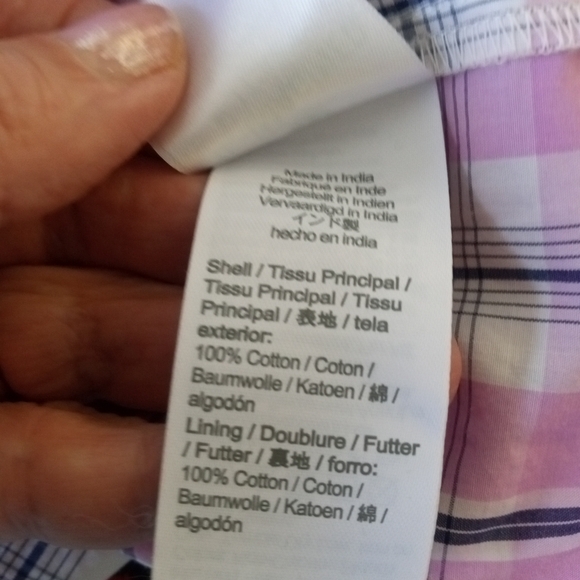 Made in India
Fabriqué en Inde
Hergestellt in Indien
Vervaardigd in India
インド製
hecho en india
Shell / Tissu Principal /
Tissu Principal / Tissu
Principal / 表地 / tela
exterior:
100% Cotton / Coton /
Baumwolle / Katoen / 綿 /
algodón
Lining / Doublure / Futter
/ Futter / 裏地 / forro:
100% Cotton / Coton /
Baumwolle / Katoen / 綿 /
algodón